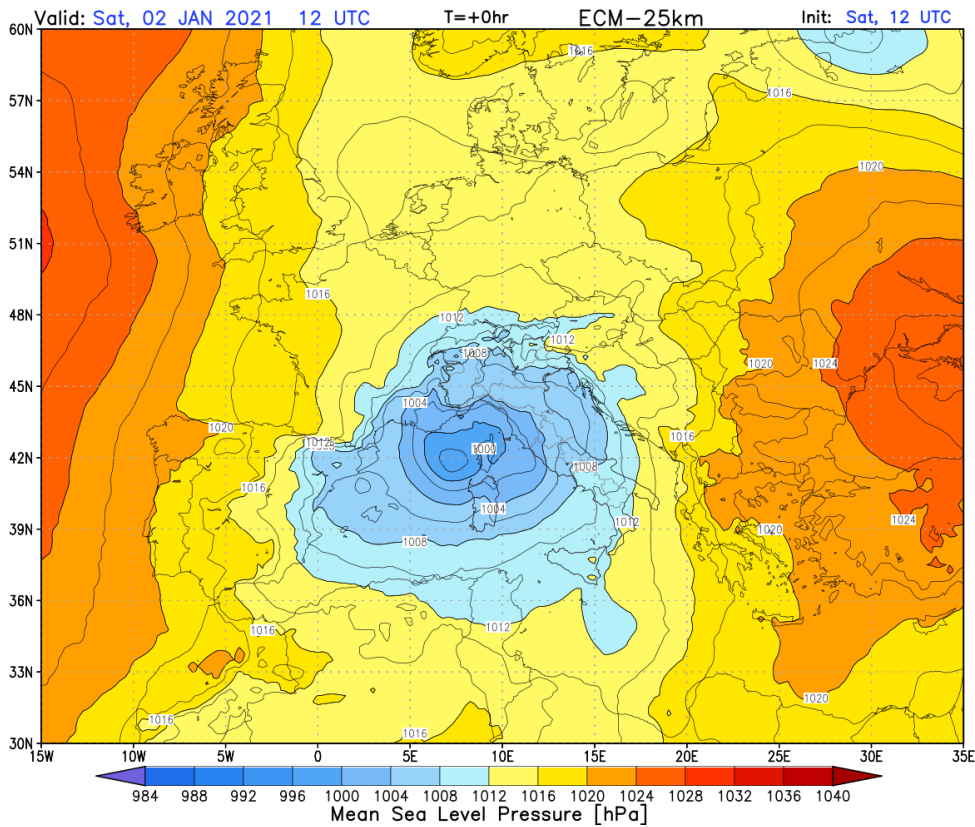 Valid: Sat, 02 JAN 2021 12 UTC T=+0hr ECM-25km Init: Sat, 12 UTC
60N
1016
57N
1016
54N
1020
51N
1016
48N
1012
1012
1008
1020
1024
45N
1004
1020
1016
1012
1000
42N
1008
1016
1004
1024
39N
1012
1020
1008
36N
1012
1016
33N
1020
1016
1016
30N
15W 10W 5W 0 5E 10E 15E 20E 25E 30E 35E
984 988 992 996 1000 1004 1008 1012 1016 1020 1024 1028 1032 1036 1040
Mean Sea Level Pressure [hPa]